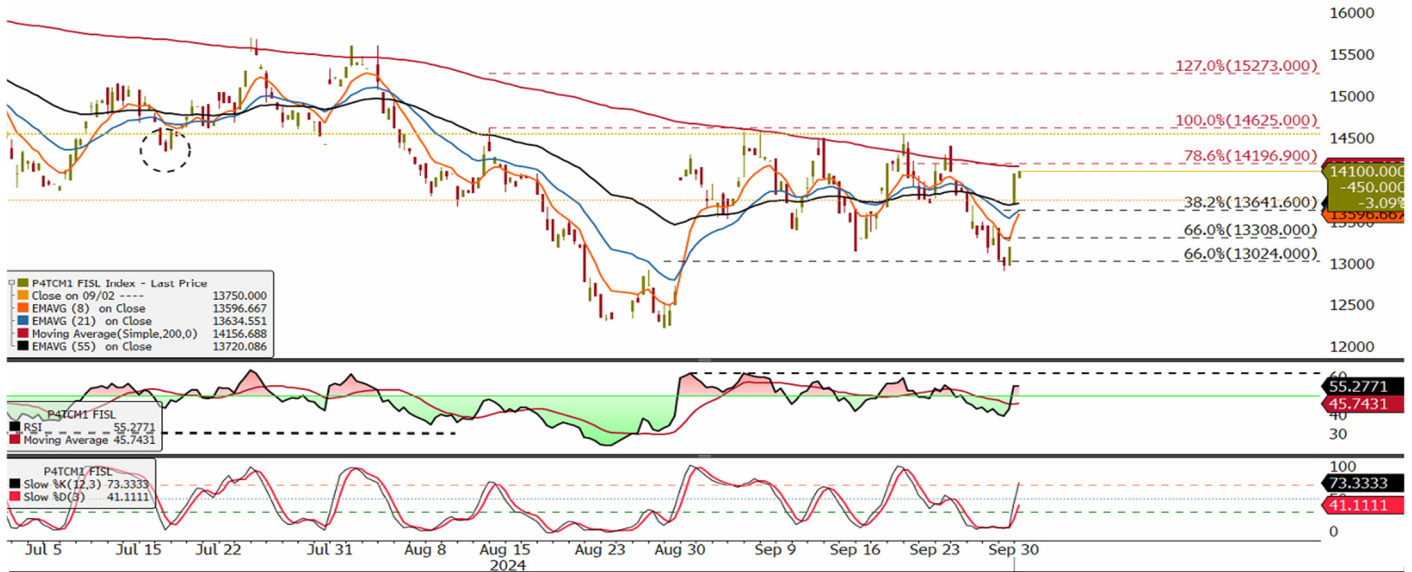 16000
15500
127.0%(15273.000)
15000
100.0%(14625.000)
14500
78.6%(14196.900)
14100.000
-450.000
-3.09%
38.2%(13641.600)
13596.667
13500
66.0%(13308.000)
66.0%(13024.000)
13000
12500
12000
P4TCM1 FISL Index - Last Price
Close on 09/02 ---- 13750.000
EMAVG (8) on Close 13596.667
EMAVG (21) on Close 13634.551
Moving Average(Simple,200,0) 14156.688
EMAVG (55) on Close 13720.086
60
55.2771
45.7431
40
30
P4TCM1 FISL
RSI 55.2771
Moving Average 45.7431
P4TCM1 FISL
Slow %K(12,3) 73.3333
Slow %D(3) 41.1111
100
73.3333
41.1111
0
Jul 5 Jul 15 Jul 22 Jul 31 Aug 8 Aug 15 Aug 23 Aug 30 Sep 9 Sep 16 Sep 23 Sep 30
2024